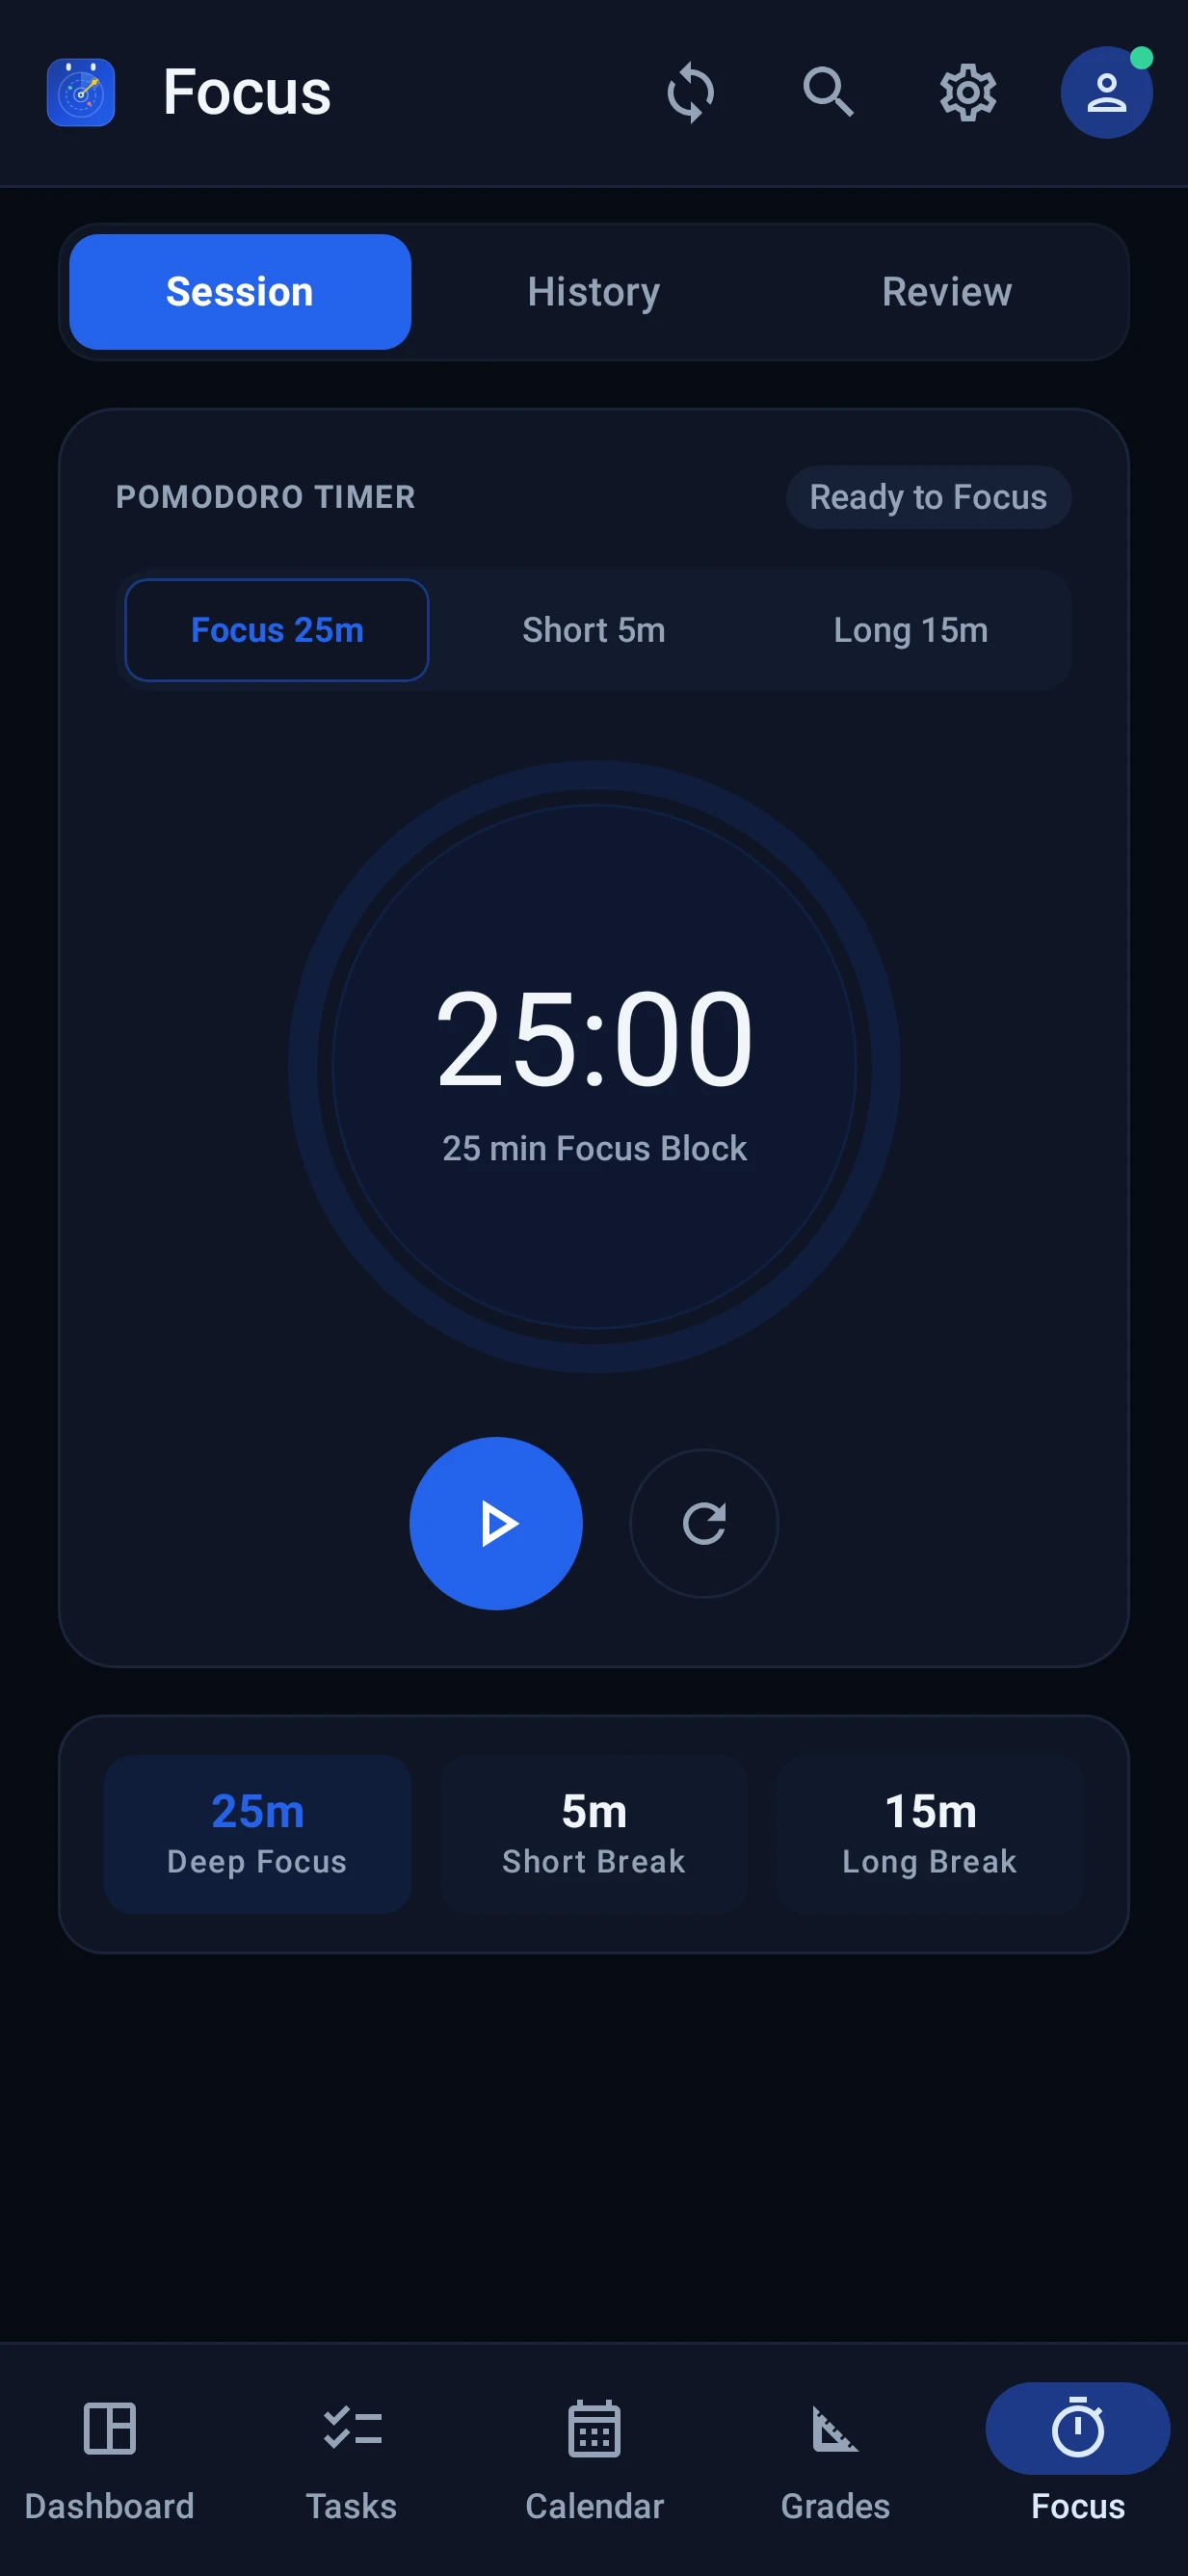 Focus
Session History Review
POMODORO TIMER Ready to Focus
Focus 25m Short 5m Long 15m
25:00
25 min Focus Block
25m 5m 15m
Deep Focus Short Break Long Break
Dashboard Tasks Calendar Grades Focus